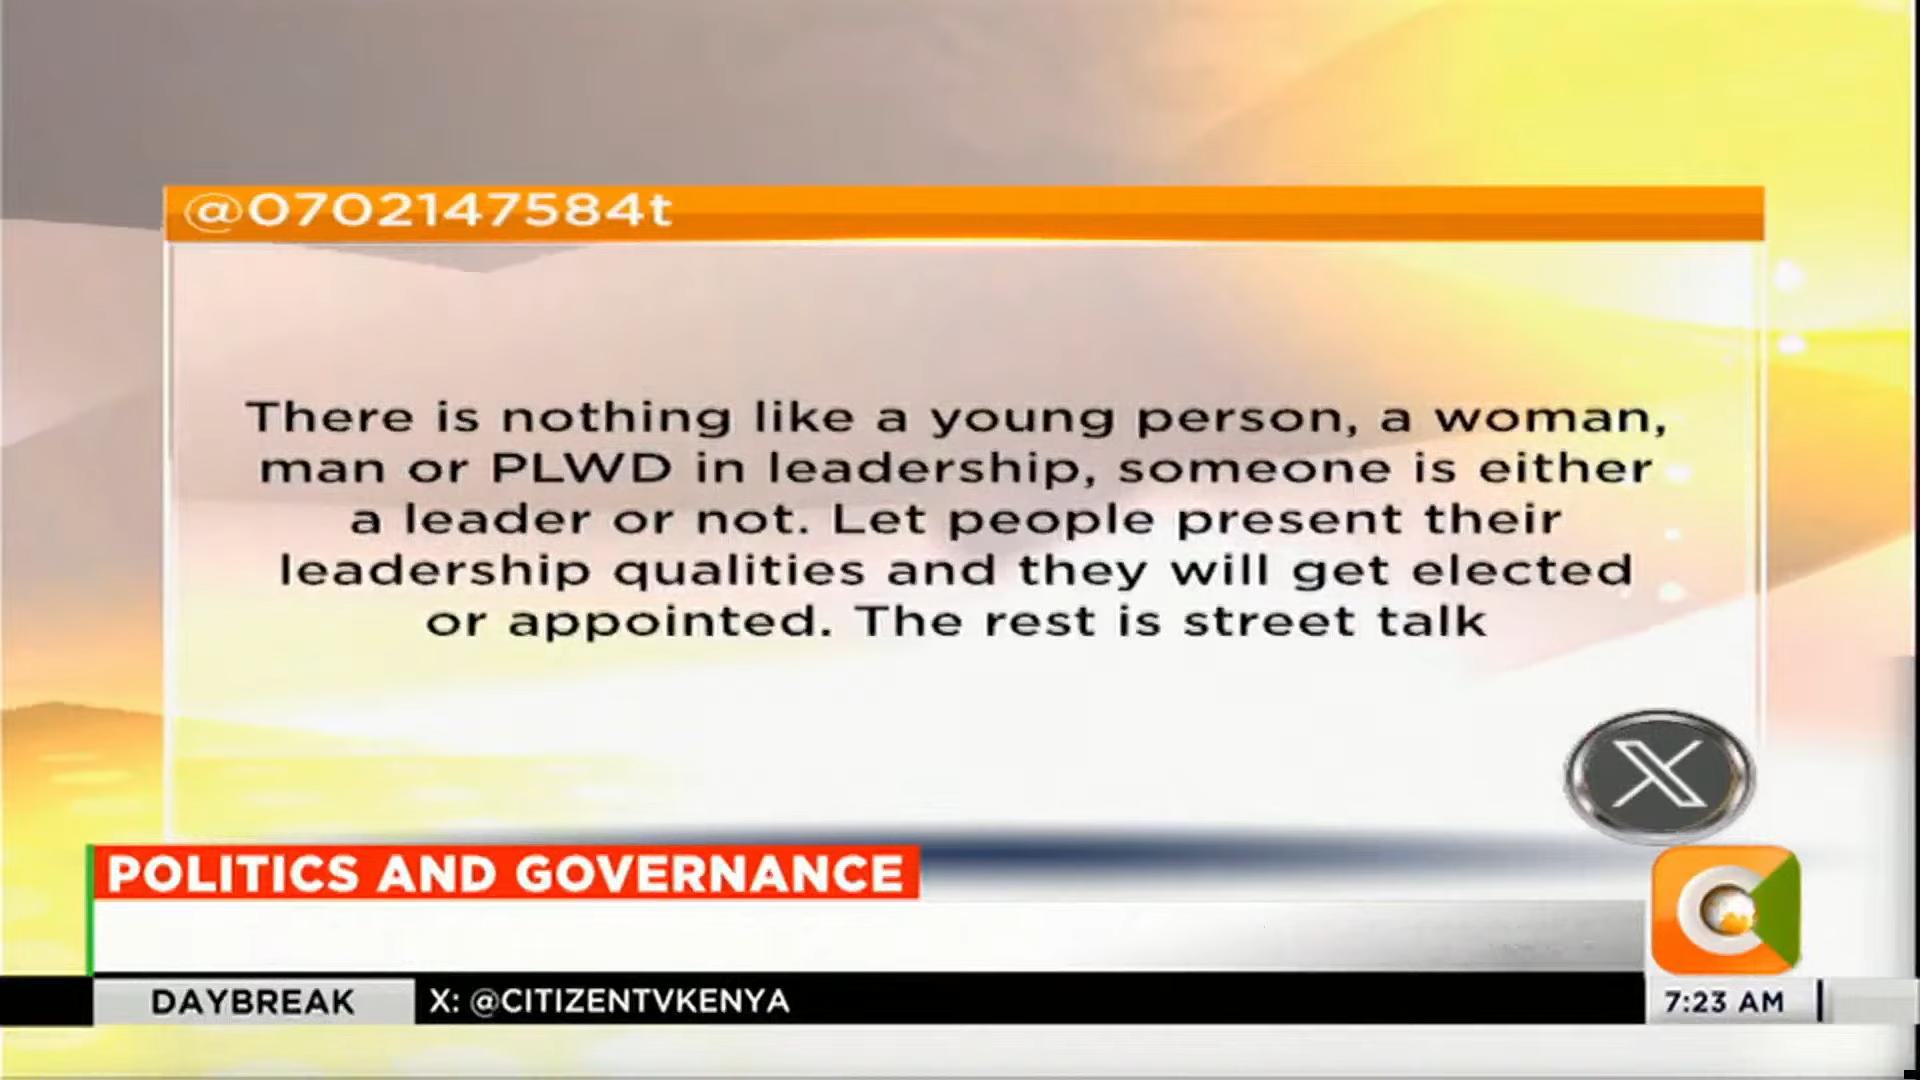 @0702147584t
There is nothing like a young person, a woman,
man or PLWD in leadership, someone is either
a leader or not. Let people present their
leadership qualities and they will get elected
or appointed. The rest is street talk
POLITICS AND GOVERNANCE
DAYBREAK
X: @CITIZENTVKENYA
7:23 AM